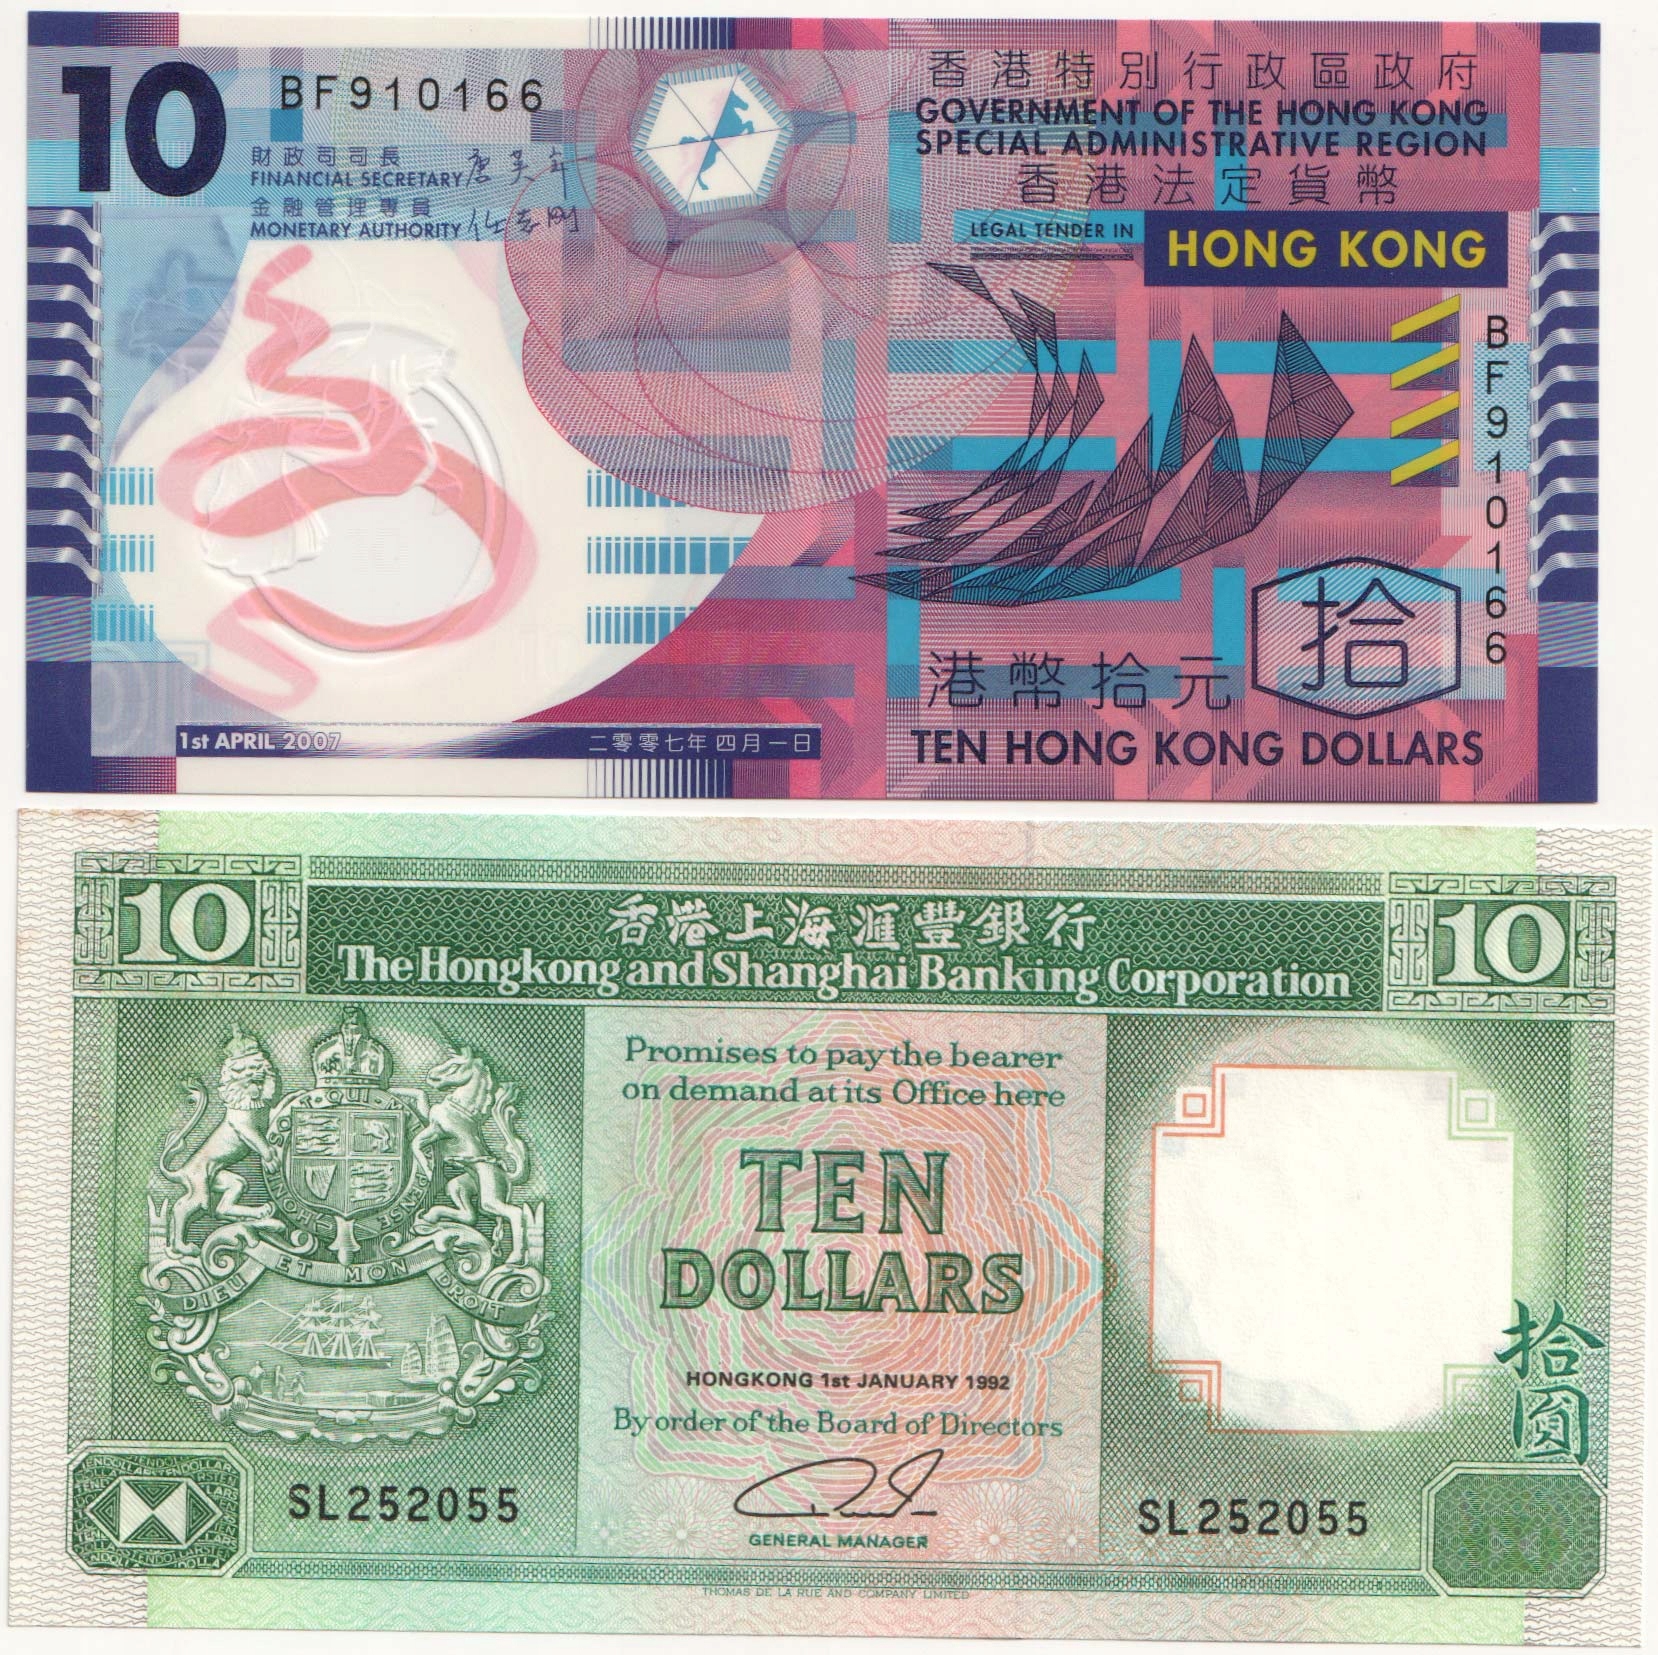 10
BF910166
財政司司長
FINANCIAL SECRETARY
金融管理專員
MONETARY AUTHORITY
香港特別行政區政府
GOVERNMENT OF THE HONG KONG
SPECIAL ADMINISTRATIVE REGION
香港法定貨幣
LEGAL TENDER IN
HONG KONG
BF910166
拾
港幣拾元
TEN HONG KONG DOLLARS
1st APRIL 2007
二零零七年四月一日
10
香港上海滙豐銀行
The Hongkong and Shanghai Banking Corporation
10
Promises to pay the bearer
on demand at its Office here
TEN
DOLLARS
HONGKONG 1st JANUARY 1992
By order of the Board of Directors
GENERAL MANAGER
DIEU ET MON DROIT
拾圓
SL252055
SL252055
THOMAS DE LA RUE AND COMPANY LIMITED